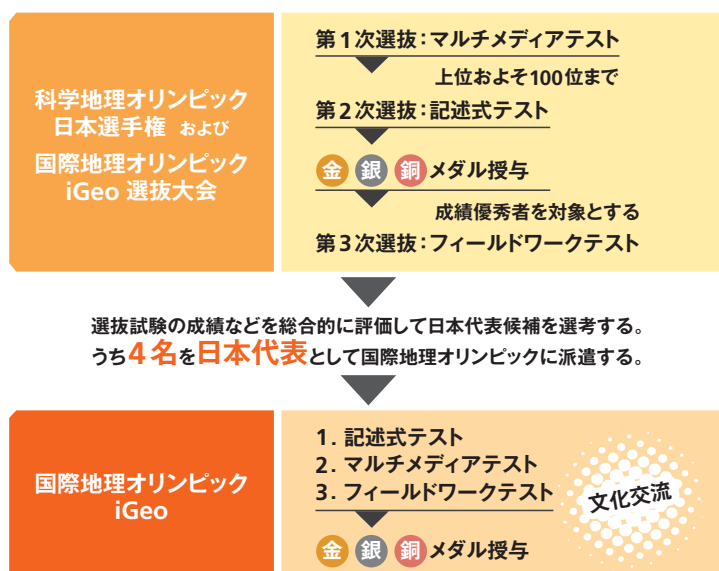 科学地理オリンピック
日本選手権 および
国際地理オリンピック
iGeo 選抜大会
第1次選抜：マルチメディアテスト
上位およそ100位まで
第2次選抜：記述式テスト
金 銀 銅 メダル授与
成績優秀者を対象とする
第3次選抜：フィールドワークテスト
選抜試験の成績などを総合的に評価して日本代表候補を選考する。
うち4名を日本代表として国際地理オリンピックに派遣する。
国際地理オリンピック
iGeo
1. 記述式テスト
2. マルチメディアテスト
3. フィールドワークテスト
文化交流
金 銀 銅 メダル授与